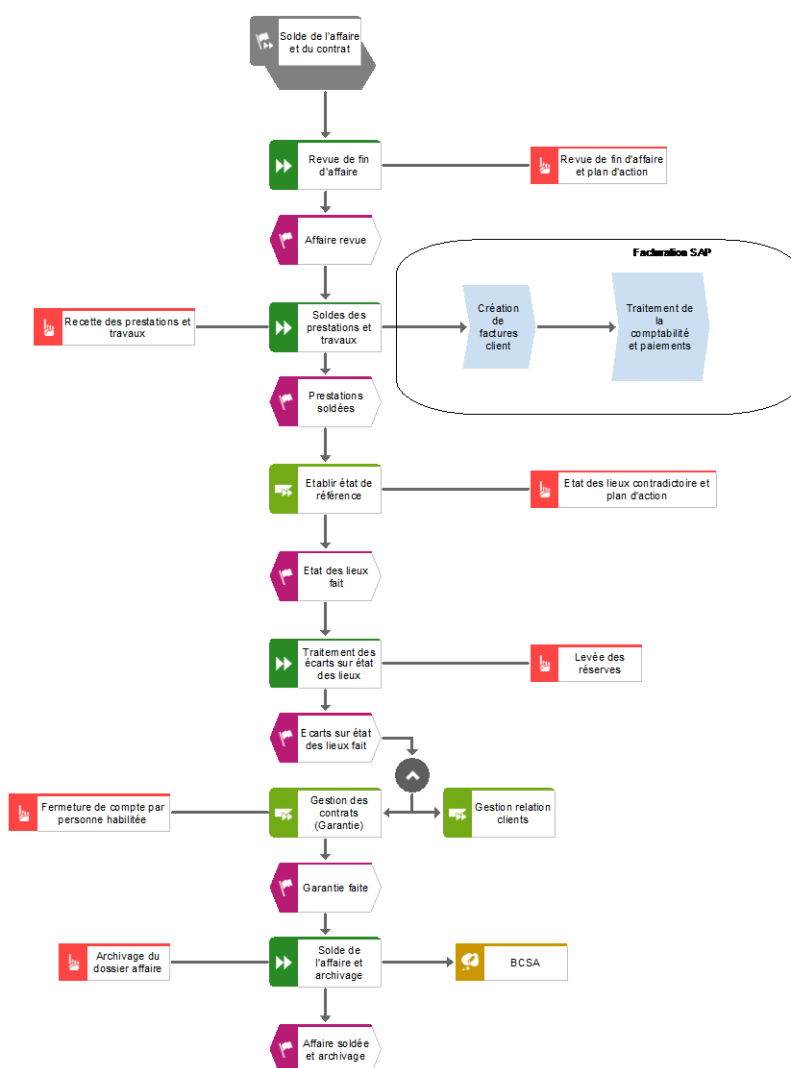 Solde de l'affaire
et du contrat
Revue de fin
d'affaire
Revue de fin d'affaire
et plan d'action
Affaire revue
Facturation SAP
Recette des prestations et
travaux
Soldes des
prestations et
travaux
Création
de
factures
client
Traitement de
la
comptabilité
et paiements
Prestations
soldées
Etablir état de
référence
Etat des lieux contradictoire et
plan d'action
Etat des lieux
fait
Traitement des
écarts sur état
des lieux
Levée des
réserves
Ecarts sur état
des lieux fait
Fermeture de compte par
personne habilitée
Gestion des
contrats
(Garantie)
Gestion relation
clients
Garantie faite
Archivage du
dossier affaire
Solde de
l'affaire et
archivage
BCSA
Affaire soldée
et archivage